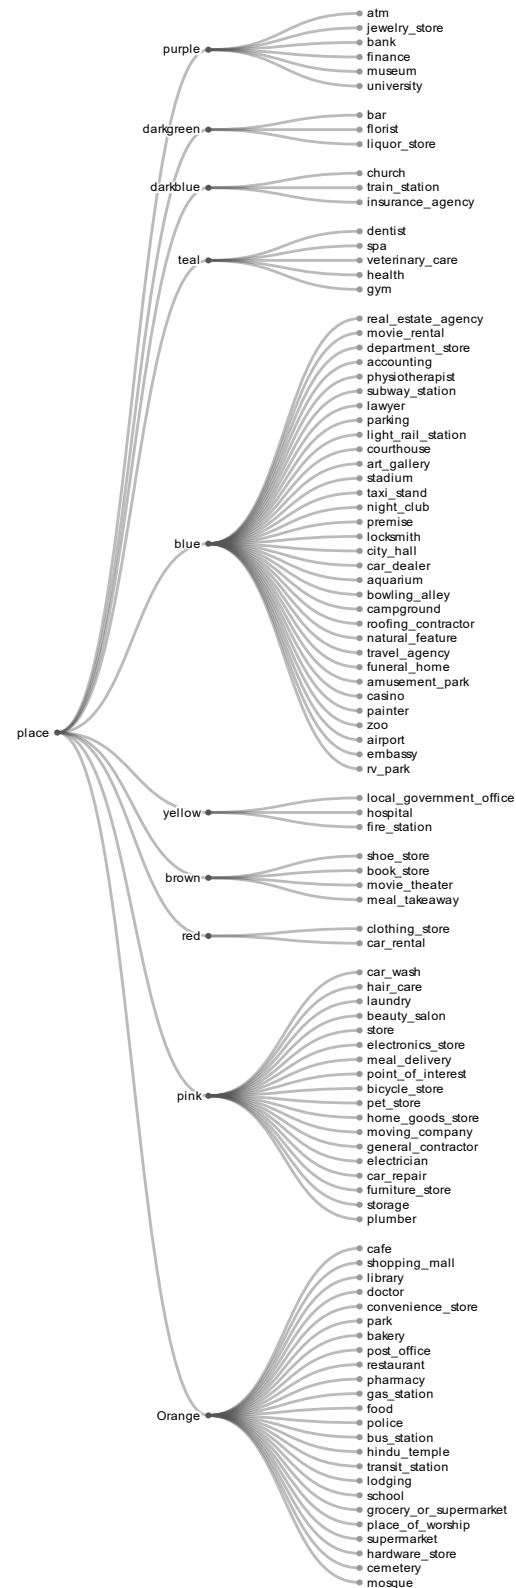 place
purple
atm
jewelry_store
bank
finance
museum
university
darkgreen
bar
florist
liquor_store
darkblue
church
train_station
insurance_agency
teal
dentist
spa
veterinary_care
health
gym
blue
real_estate_agency
movie_rental
department_store
accounting
physiotherapist
subway_station
lawyer
parking
light_rail_station
courthouse
art_gallery
stadium
taxi_stand
night_club
premise
locksmith
city_hall
car_dealer
aquarium
bowling_alley
campground
roofing_contractor
natural_feature
travel_agency
funeral_home
amusement_park
casino
painter
zoo
airport
embassy
rv_park
yellow
local_government_office
hospital
fire_station
brown
shoe_store
book_store
movie_theater
meal_takeaway
red
clothing_store
car_rental
pink
car_wash
hair_care
laundry
beauty_salon
store
electronics_store
meal_delivery
point_of_interest
bicycle_store
pet_store
home_goods_store
moving_company
general_contractor
electrician
car_repair
furniture_store
storage
plumber
Orange
cafe
shopping_mall
library
doctor
convenience_store
park
bakery
post_office
restaurant
pharmacy
gas_station
food
police
bus_station
hindu_temple
transit_station
lodging
school
grocery_or_supermarket
place_of_worship
supermarket
hardware_store
cemetery
mosque